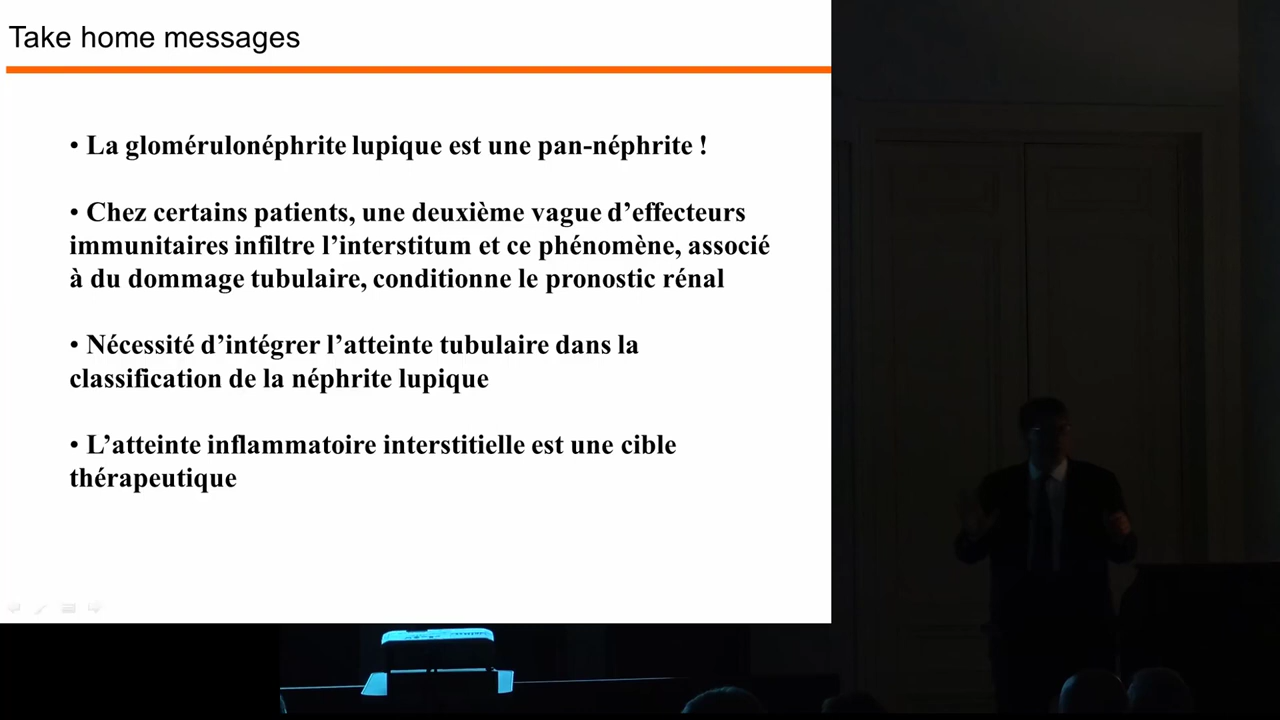 Take home messages
• La glomérulonéphrite lupique est une pan-néphrite !
• Chez certains patients, une deuxième vague d’effecteurs
immunitaires infiltre l’interstitum et ce phénomène, associé
à du dommage tubulaire, conditionne le pronostic rénal
• Nécessité d’intégrer l’atteinte tubulaire dans la
classification de la néphrite lupique
• L’atteinte inflammatoire interstitielle est une cible
thérapeutique